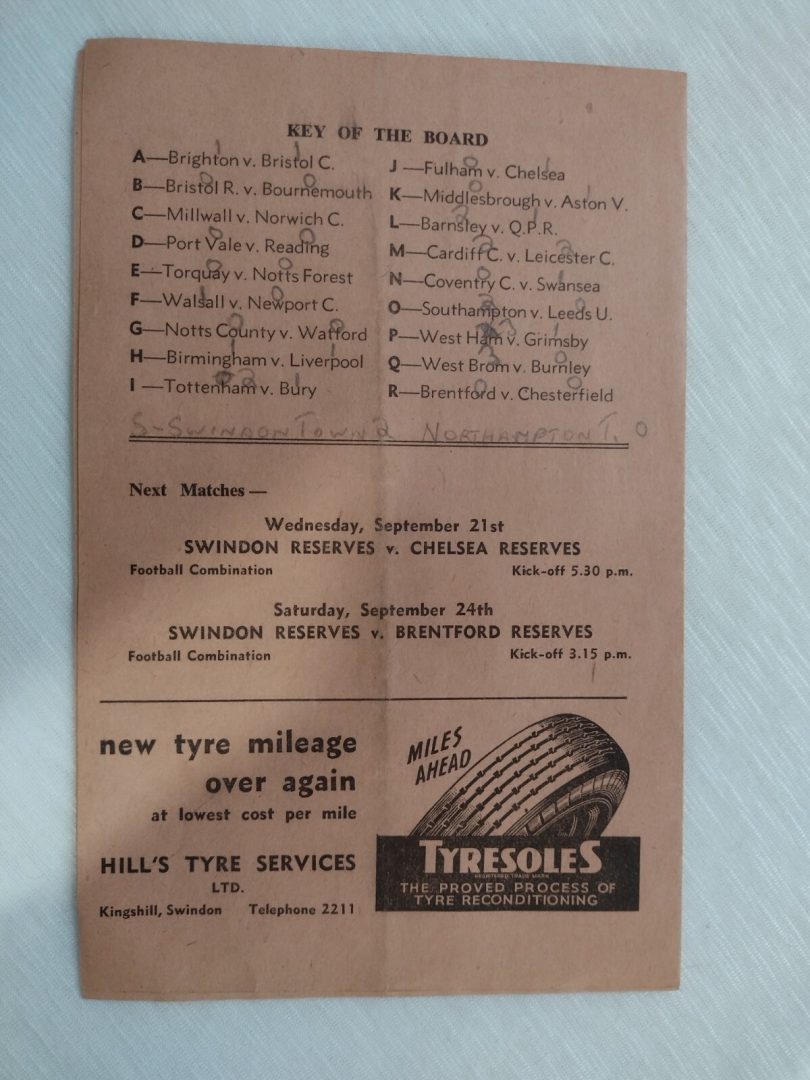 KEY OF THE BOARD
A—Brighton v. Bristol C.
B—Bristol R. v. Bournemouth
C—Millwall v. Norwich C.
D—Port Vale v. Reading
E—Torquay v. Notts Forest
F—Walsall v. Newport C.
G—Notts County v. Watford
H—Birmingham v. Liverpool
I—Tottenham v. Bury
J—Fulham v. Chelsea
K—Middlesbrough v. Aston V.
L—Barnsley v. Q.P.R.
M—Cardiff C. v. Leicester C.
N—Coventry C. v. Swansea
O—Southampton v. Leeds U.
P—West Ham v. Grimsby
Q—West Brom v. Burnley
R—Brentford v. Chesterfield
S-SWINDON TOWN 2 NORTHAMPTON T. 0
Next Matches—
Wednesday, September 21st
SWINDON RESERVES v. CHELSEA RESERVES
Football Combination Kick-off 5.30 p.m.
Saturday, September 24th
SWINDON RESERVES v. BRENTFORD RESERVES
Football Combination Kick-off 3.15 p.m.
new tyre mileage
over again
at lowest cost per mile
HILL'S TYRE SERVICES
LTD.
Kingshill, Swindon Telephone 2211
MILES
AHEAD
TYRESOLES
REGISTERED TRADE MARK
THE PROVED PROCESS OF
TYRE RECONDITIONING